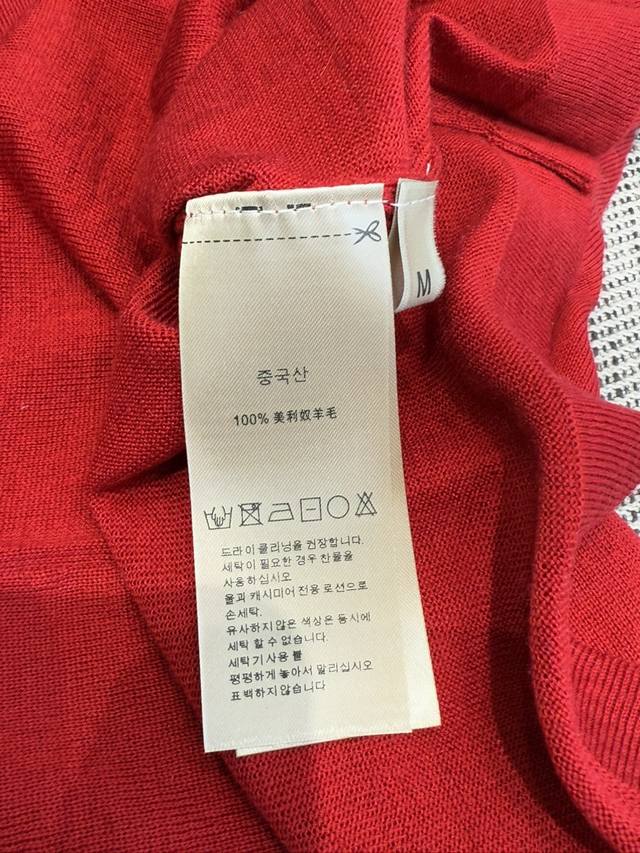 M
중국산
100% 美利奴羊毛
드라이 클리닝을 권장합니다.
세탁이 필요한 경우 찬물을
사용하십시오
울과 캐시미어 전용 로션으로
손세탁.
유사하지않은 색상은 동시에
세탁 할 수 없습니다.
세탁기사용 불
평평하게 놓아서 말리십시오
표백하지않습니다